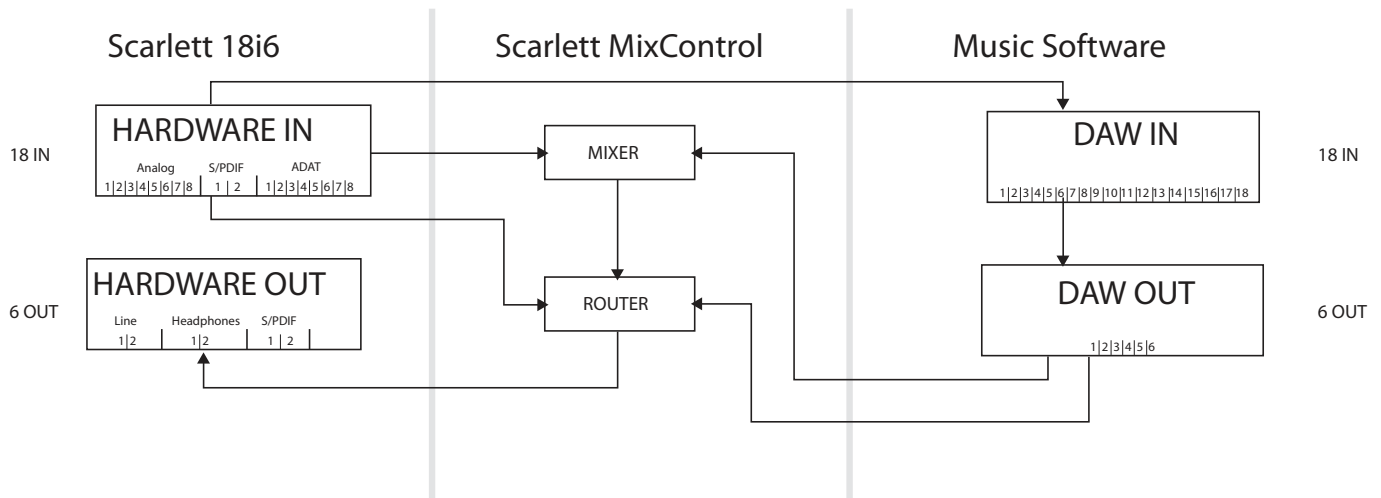 Scarlett 18i6
Scarlett MixControl
Music Software
18 IN
HARDWARE IN
Analog S/PDIF ADAT
1|2|3|4|5|6|7|8 1 | 2 1|2|3|4|5|6|7|8
MIXER
DAW IN
1|2|3|4|5|6|7|8|9|10|11|12|13|14|15|16|17|18
18 IN
6 OUT
HARDWARE OUT
Line Headphones S/PDIF
1|2 1|2 1 | 2
ROUTER
DAW OUT
1|2|3|4|5|6
6 OUT